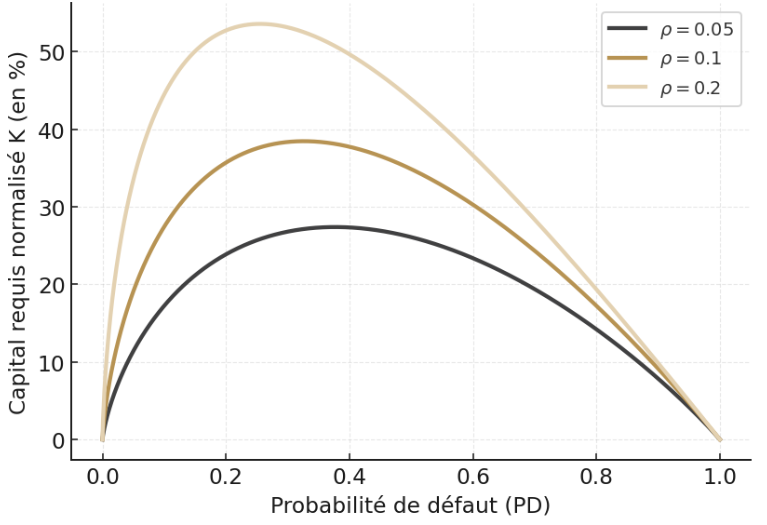 ρ = 0.05
ρ = 0.1
ρ = 0.2
Capital requis normalisé K (en %)
50
40
30
20
10
0
0.0 0.2 0.4 0.6 0.8 1.0
Probabilité de défaut (PD)